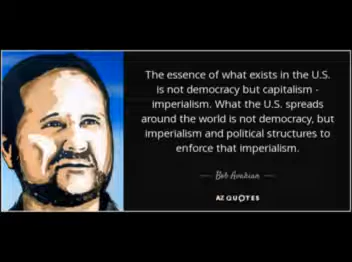 The essence of what exists in the U.S.
is not democracy but capitalism -
imperialism. What the U.S. spreads
around the world is not democracy, but
imperialism and political structures to
enforce that imperialism.
— Bob Avakian —
AZ QUOTES